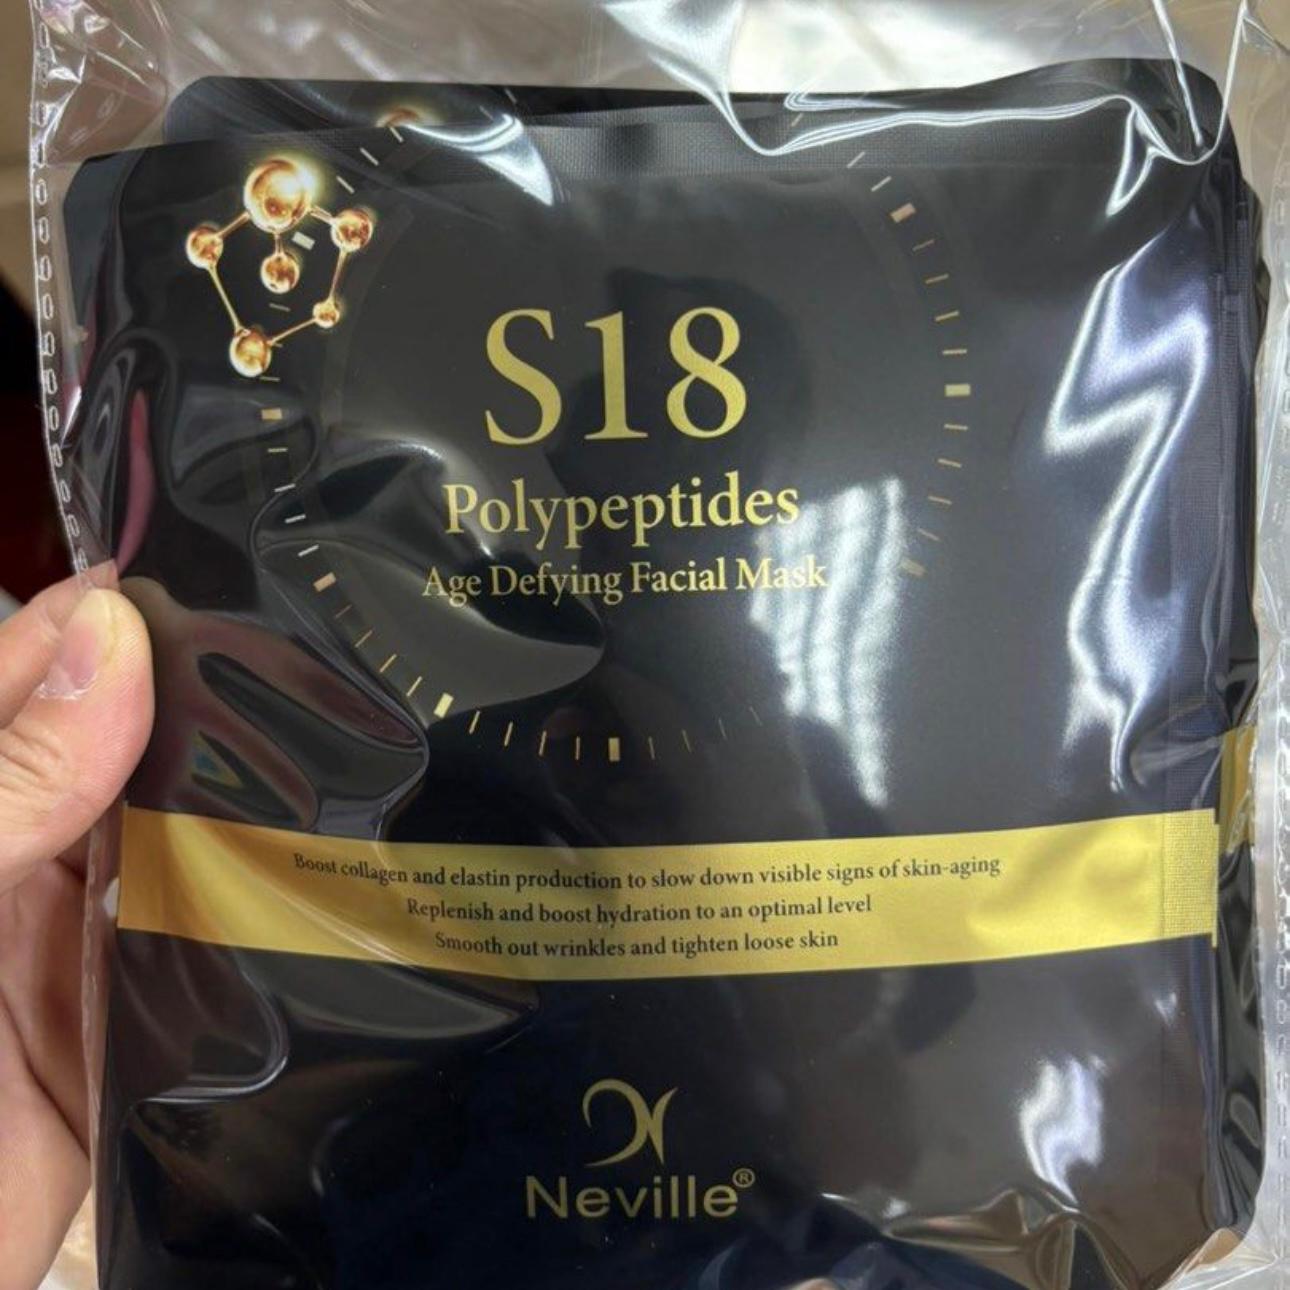 S18
Polypeptides
Age Defying Facial Mask
Boost collagen and elastin production to slow down visible signs of skin-aging
Replenish and boost hydration to an optimal level
Smooth out wrinkles and tighten loose skin
Neville®